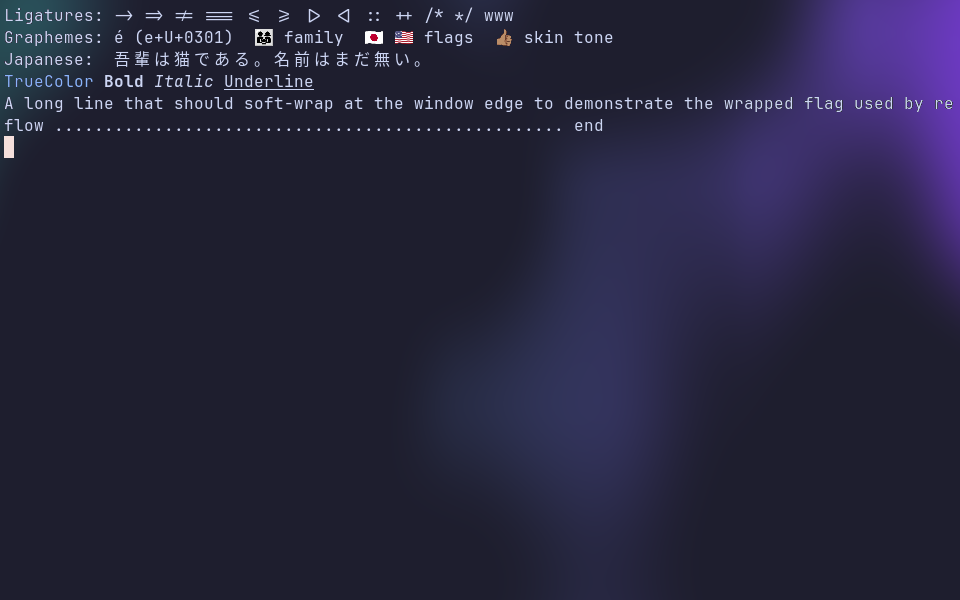 Ligatures: -> => != === <= >= |> <| :: ++ /* */ www
Graphemes: é (e+U+0301)  👨‍👩‍👧‍👦 family  🇯🇵 🇺🇸 flags  👍🏽 skin tone
Japanese:  吾輩は猫である。名前はまだ無い。
TrueColor Bold Italic Underline
A long line that should soft-wrap at the window edge to demonstrate the wrapped flag used by re
flow ................................................... end